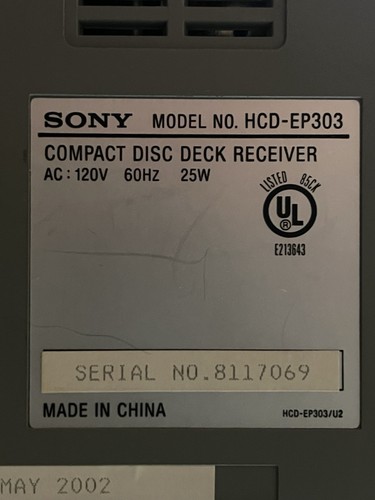 SONY MODEL NO. HCD-EP303
COMPACT DISC DECK RECEIVER
AC : 120V 60Hz 25W
LISTED 85CK
UL ®
E213643
SERIAL NO.8117069
MADE IN CHINA
HCD-EP303/U2
MAY 2002